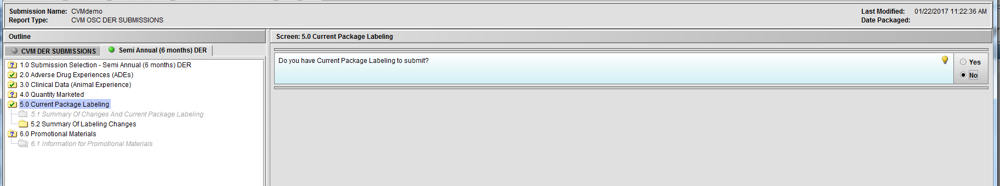 Submission Name: CVMdemo
Last Modified: 01/22/2017 11:22:36 AM
Report Type: CVM OSC DER SUBMISSIONS
Date Packaged:
Outline
CVM DER SUBMISSIONS
Semi Annual (6 months) DER
1.0 Submission Selection - Semi Annual (6 months) DER
2.0 Adverse Drug Experiences (ADEs)
3.0 Clinical Data (Animal Experience)
4.0 Quantity Marketed
5.0 Current Package Labeling
5.1 Summary Of Changes And Current Package Labeling
5.2 Summary Of Labeling Changes
6.0 Promotional Materials
6.1 Information for Promotional Materials
Screen: 5.0 Current Package Labeling
Do you have Current Package Labeling to submit?
Yes
No